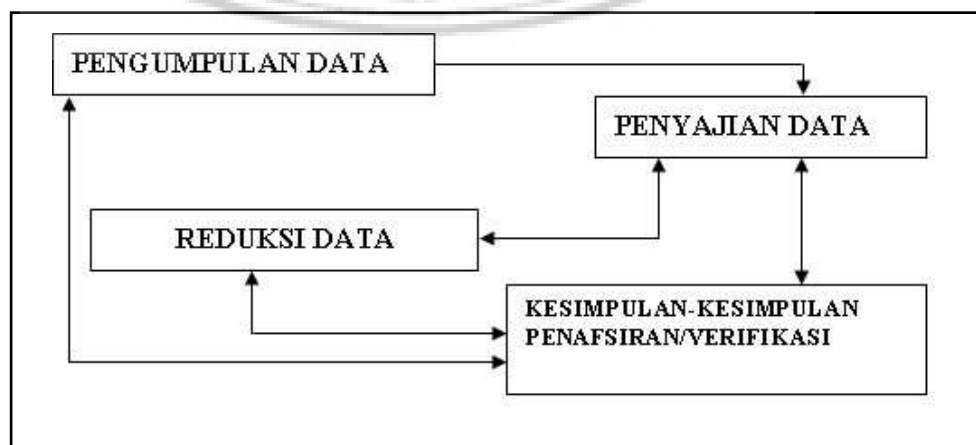 PENGUMPULAN DATA
PENYAJIAN DATA
REDUKSI DATA
KESIMPULAN-KESIMPULAN
PENAFSIRAN/VERIFIKASI